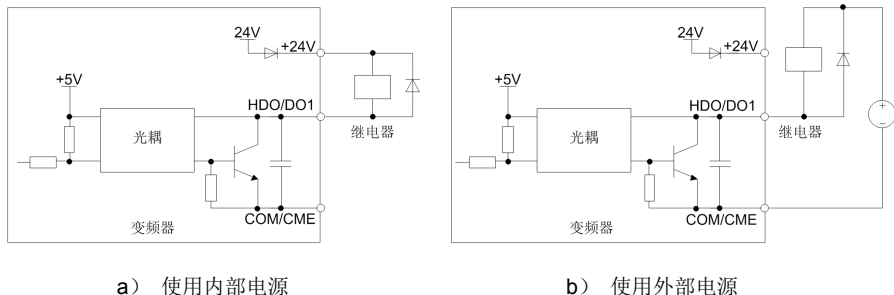 24V
+24V
+5V
HDO/DO1
光耦
继电器
COM/CME
变频器
a） 使用内部电源
24V
+24V
+5V
HDO/DO1
光耦
继电器
COM/CME
变频器
b） 使用外部电源